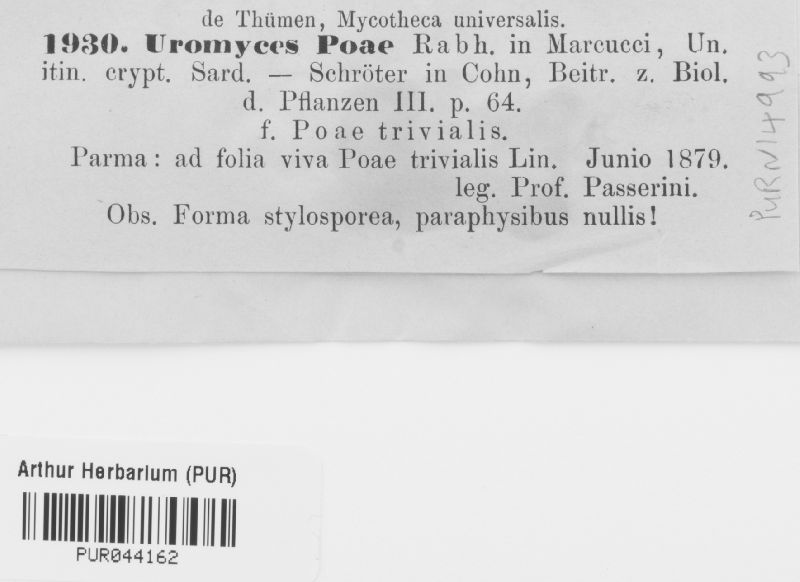 de Thümen, Mycotheca universalis.
1930. Uromyces Poae Rabh. in Marcucci, Un.
itin. crypt. Sard. — Schröter in Cohn, Beitr. z. Biol.
d. Pflanzen III. p. 64.
f. Poae trivialis.
Parma: ad folia viva Poae trivialis Lin. Junio 1879.
leg. Prof. Passerini.
Obs. Forma stylosporea, paraphysibus nullis!
PURN14993
Arthur Herbarium (PUR)
PUR044162